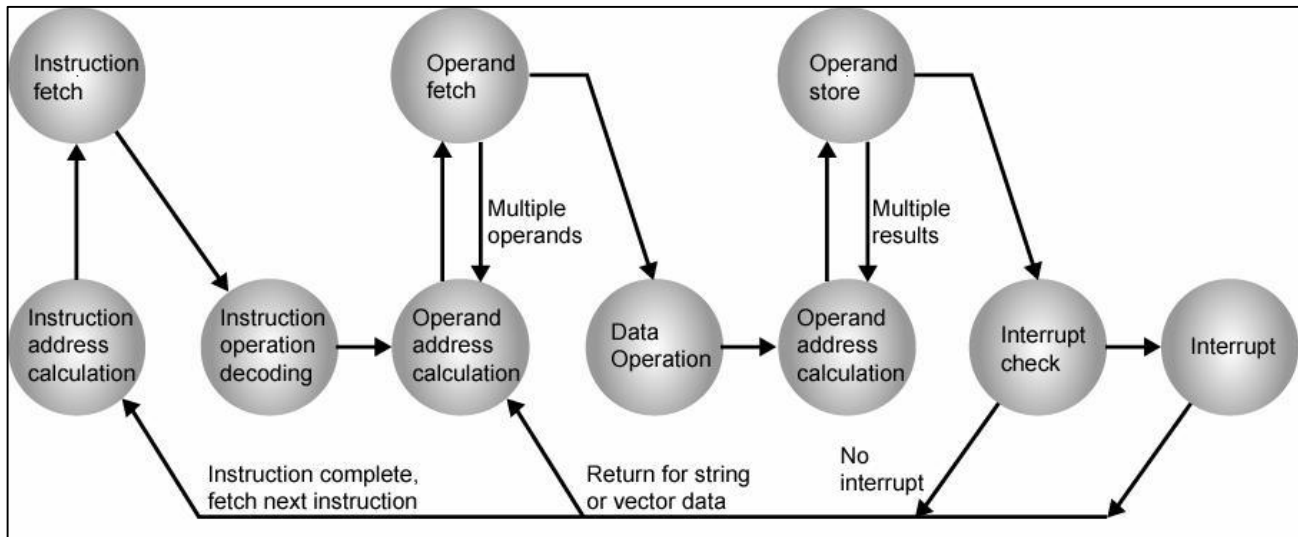 Instruction
fetch
Operand
fetch
Operand
store
Multiple
operands
Multiple
results
Instruction
address
calculation
Instruction
operation
decoding
Operand
address
calculation
Data
Operation
Operand
address
calculation
Interrupt
check
Interrupt
Instruction complete,
fetch next instruction
Return for string
or vector data
No
interrupt